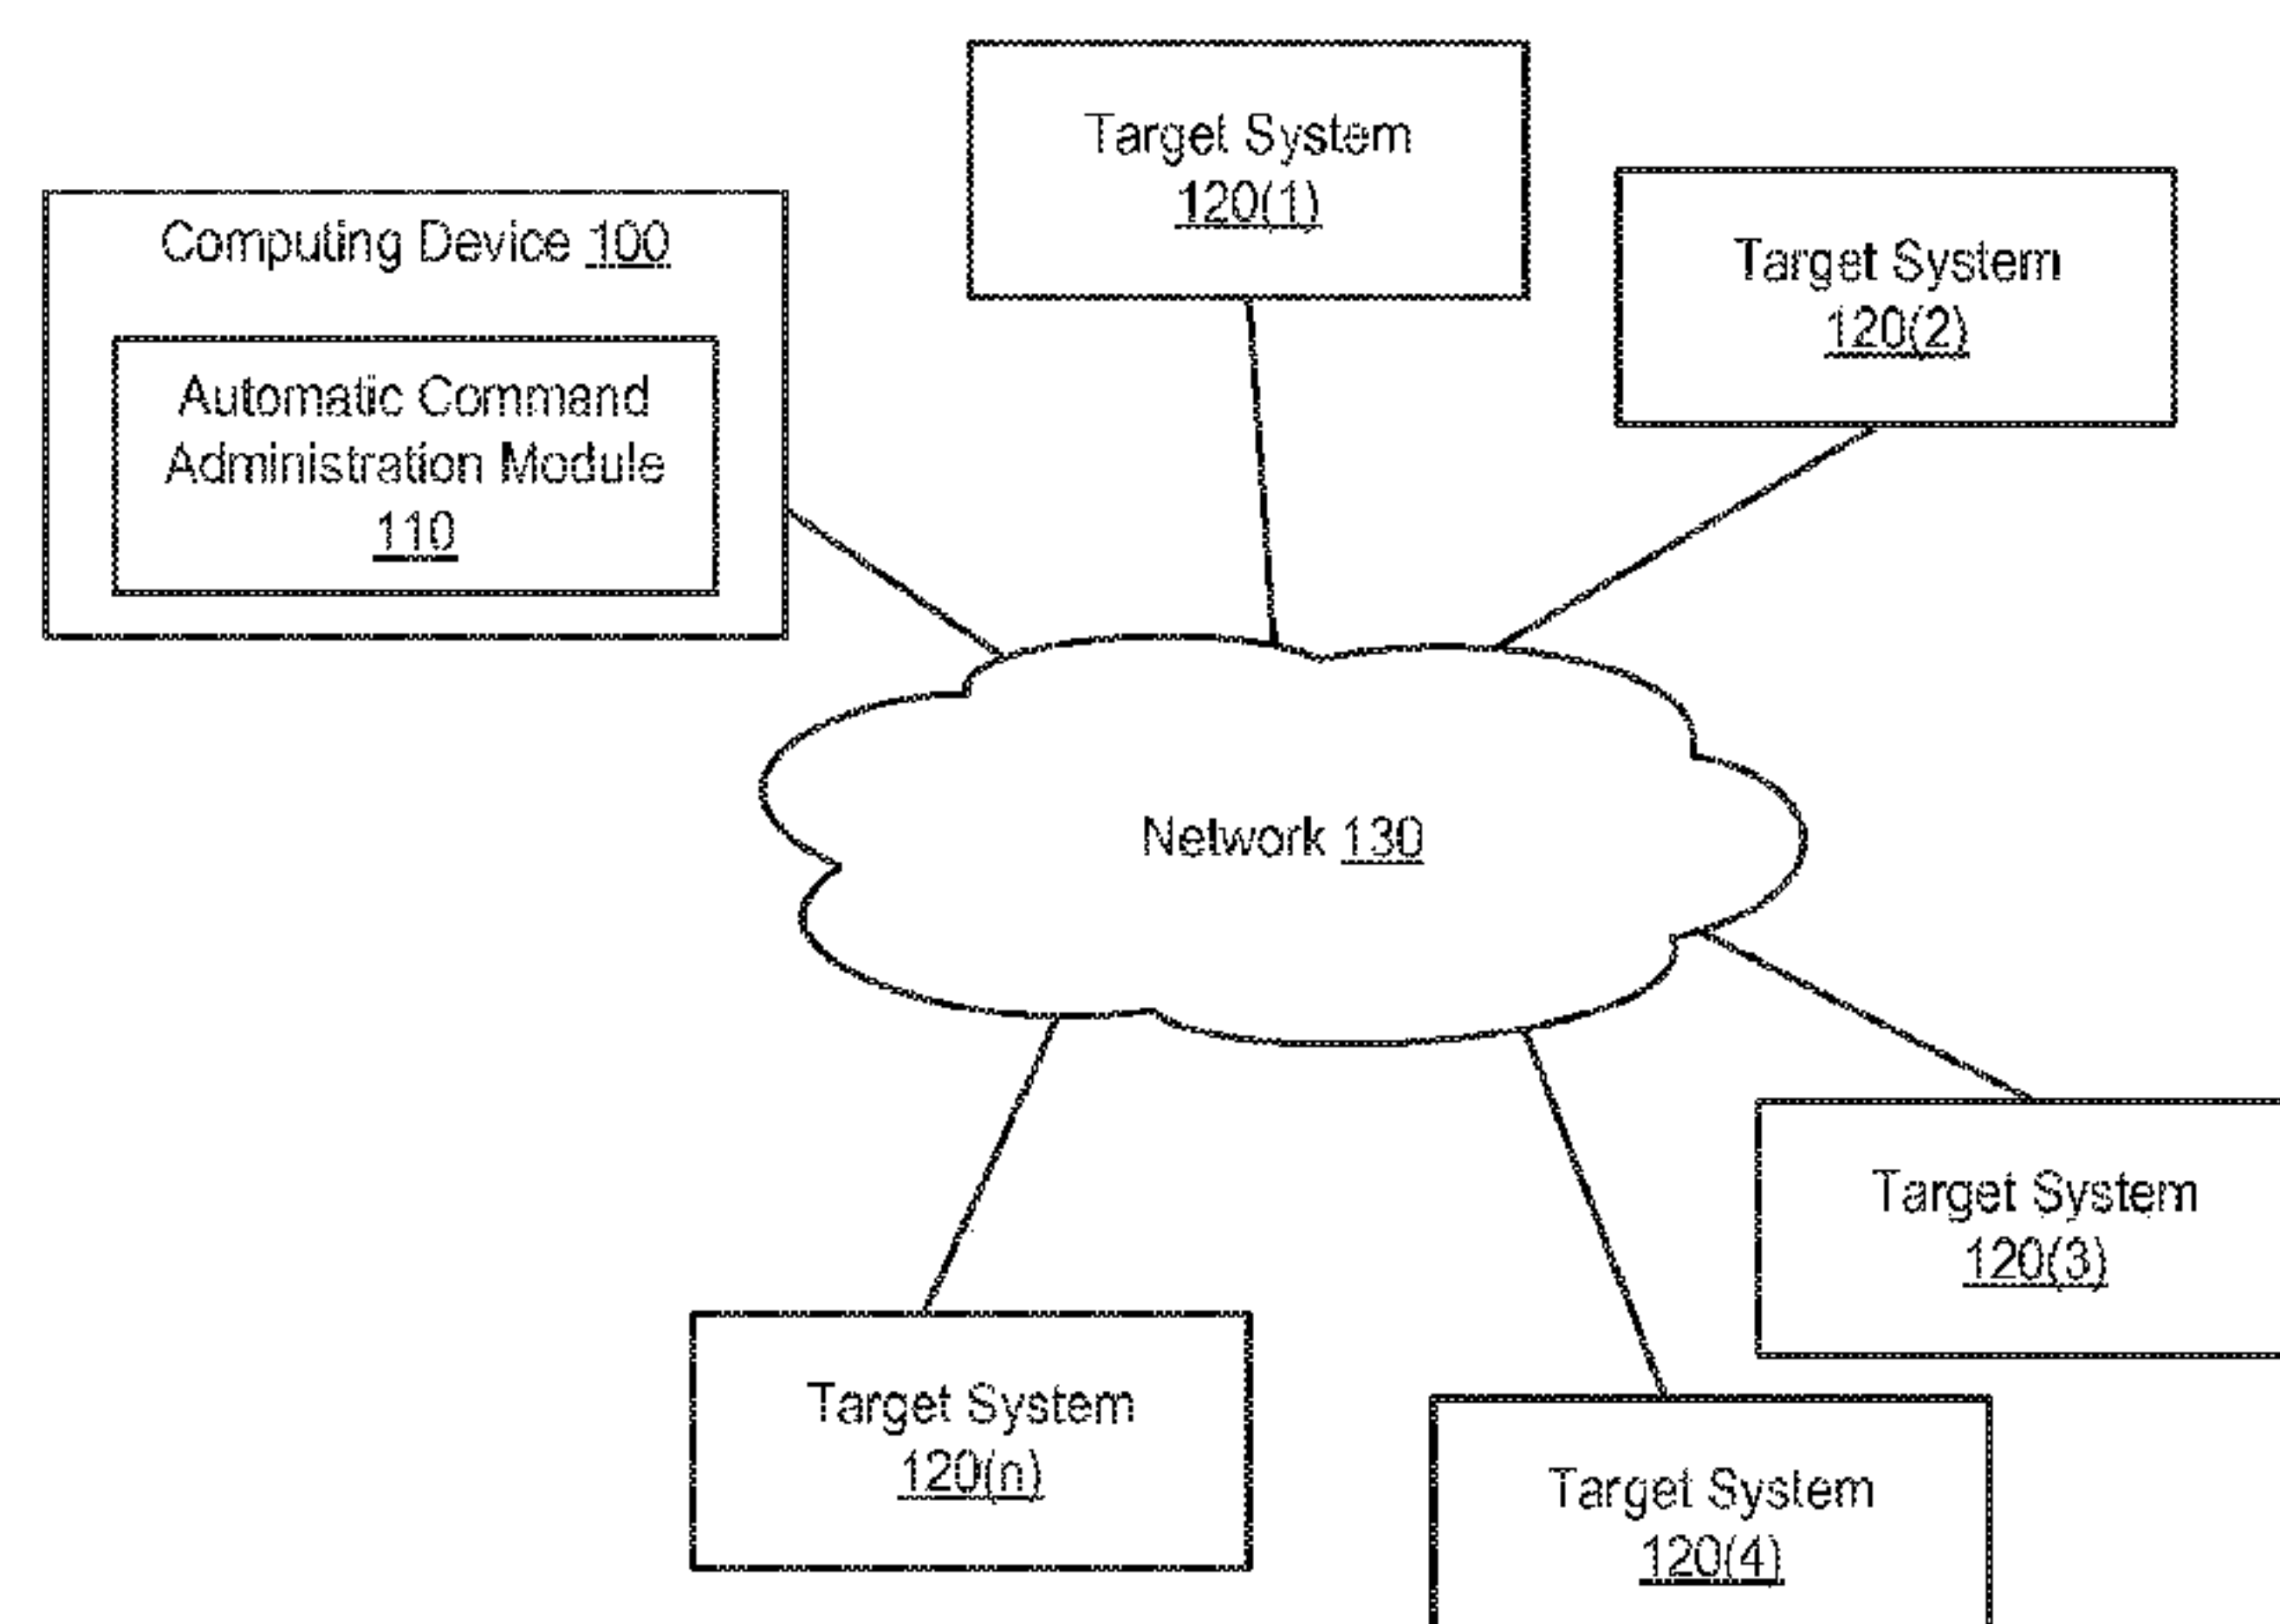 Target System
120(1)
Computing Device 100
Target System
120(2)
Automatic Command
Administration Module
110
Network 130
Target System
120(3)
Target System
120(n)
Target System
120(4)